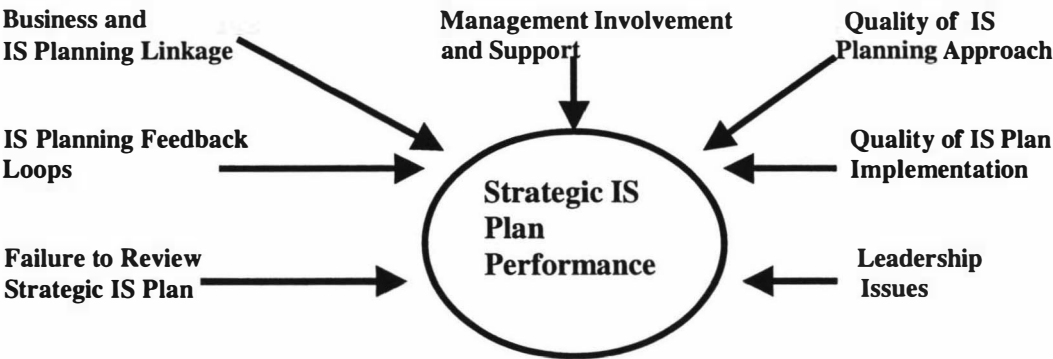 Business and
IS Planning Linkage
Management Involvement
and Support
Quality of IS
Planning Approach
IS Planning Feedback
Loops
Quality of IS Plan
Implementation
Strategic IS
Plan
Performance
Failure to Review
Strategic IS Plan
Leadership
Issues